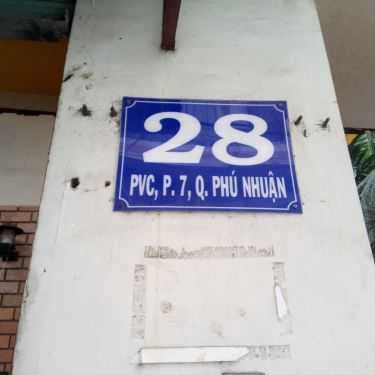 28
PVC, P. 7, Q. PHÚ NHUẬN